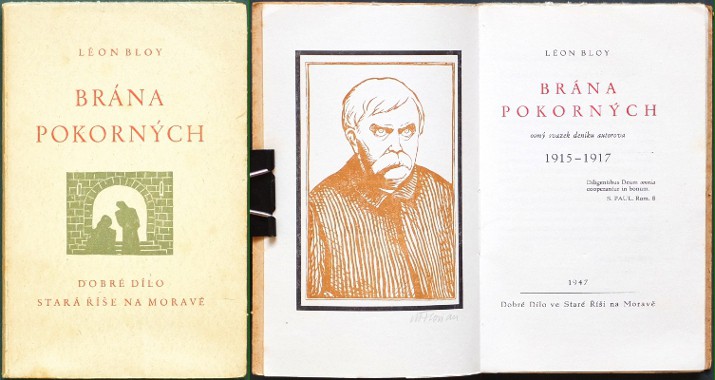 LÉON BLOY
BRÁNA
POKORNÝCH
DOBRÉ DÍLO
STARÁ ŘÍŠE NA MORAVĚ
LÉON BLOY
BRÁNA
POKORNÝCH
osmý svazek deníku autorova
1915–1917
Diligentibus Deum omnia
cooperantur in bonum.
S. PAUL, Rom. 8
1947
Dobré Dílo ve Staré Říši na Moravě